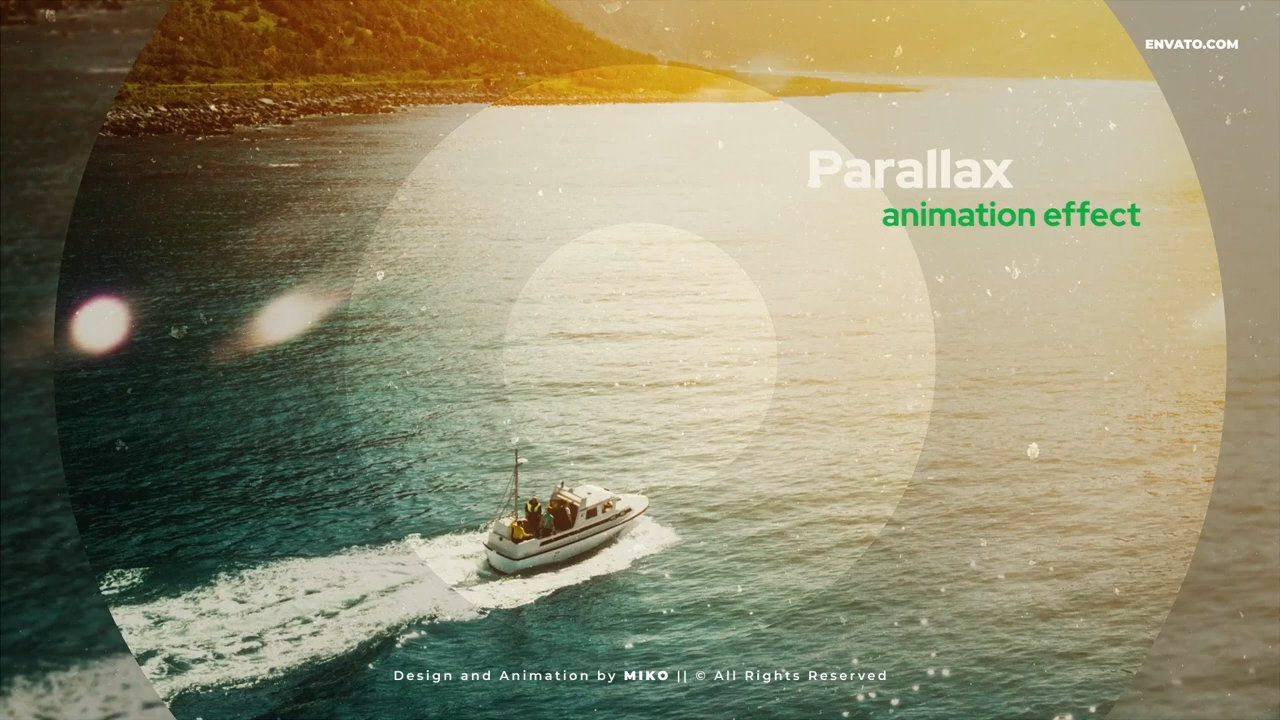 ENVATO.COM
Parallax
animation effect
Design and Animation by MIKO || © All Rights Reserved